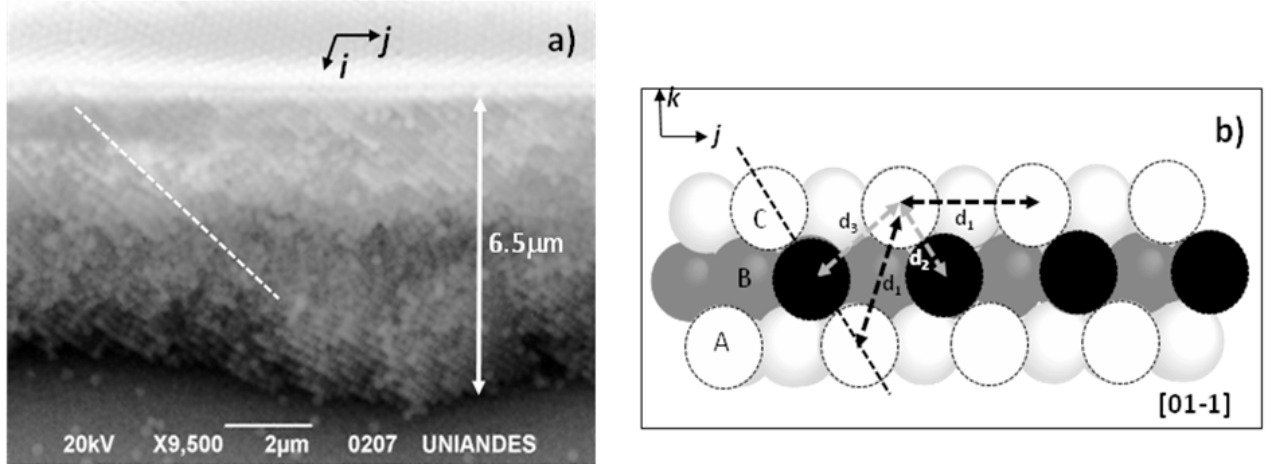 a)
j
i
6.5μm
20kV X9,500 2μm 0207 UNIANDES
b)
k
j
C
d₁
d₃
B
d₂
d₁
A
[01-1]